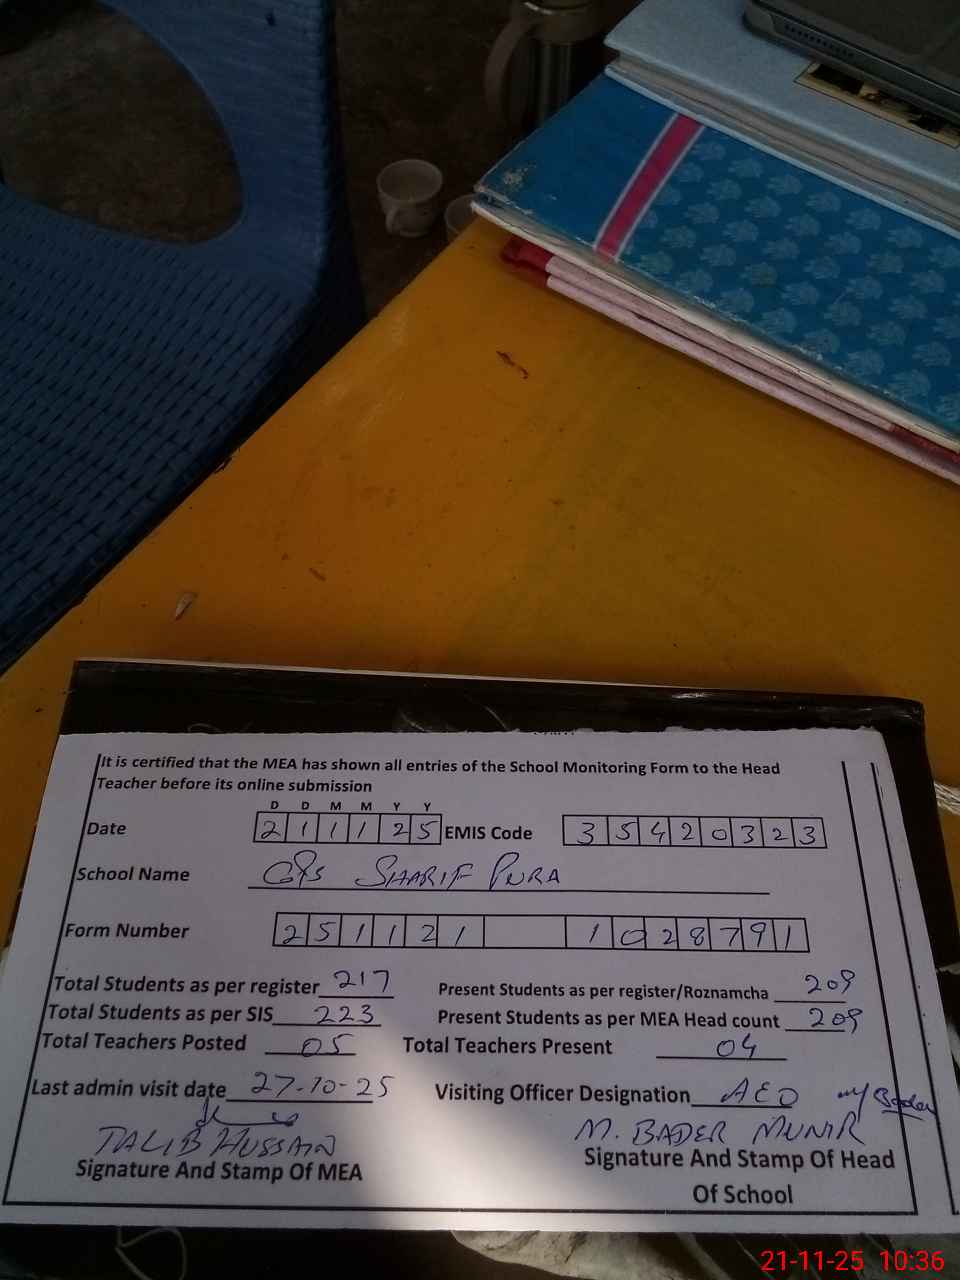 It is certified that the MEA has shown all entries of the School Monitoring Form to the Head
Teacher before its online submission
D D M M Y Y
Date 2 1 1 1 2 5 EMIS Code 3 5 4 2 0 3 2 3
School Name GPS SHARIF PURA
Form Number 2 5 1 1 2 1 1 0 2 8 7 9 1
Total Students as per register 217 Present Students as per register/Roznamcha 209
Total Students as per SIS 223 Present Students as per MEA Head count 209
Total Teachers Posted 05 Total Teachers Present 04
Last admin visit date 27-10-25 Visiting Officer Designation AEO
TALIB HUSSAIN M. BADER MUNIR
Signature And Stamp Of MEA Signature And Stamp Of Head
Of School
21-11-25 10:36